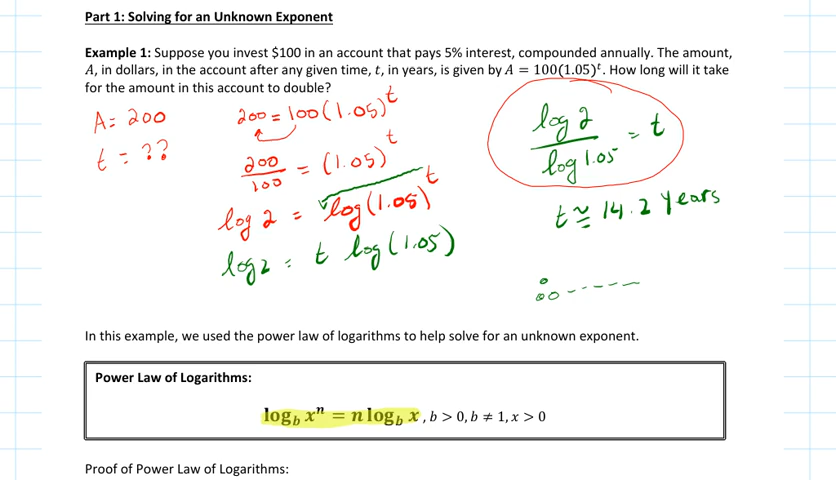 Part 1: Solving for an Unknown Exponent
Example 1: Suppose you invest $100 in an account that pays 5% interest, compounded annually. The amount,
A, in dollars, in the account after any given time, t, in years, is given by A = 100(1.05)^t. How long will it take
for the amount in this account to double?
A = 200
t = ??
200 = 100(1.05)^t
200/100 = (1.05)^t
log 2 = log(1.05)^t
log 2 = t log(1.05)
log 2 / log 1.05 = t
t ≃ 14.2 years
In this example, we used the power law of logarithms to help solve for an unknown exponent.
Power Law of Logarithms:
log_b x^n = n log_b x , b > 0, b ≠ 1, x > 0
Proof of Power Law of Logarithms: